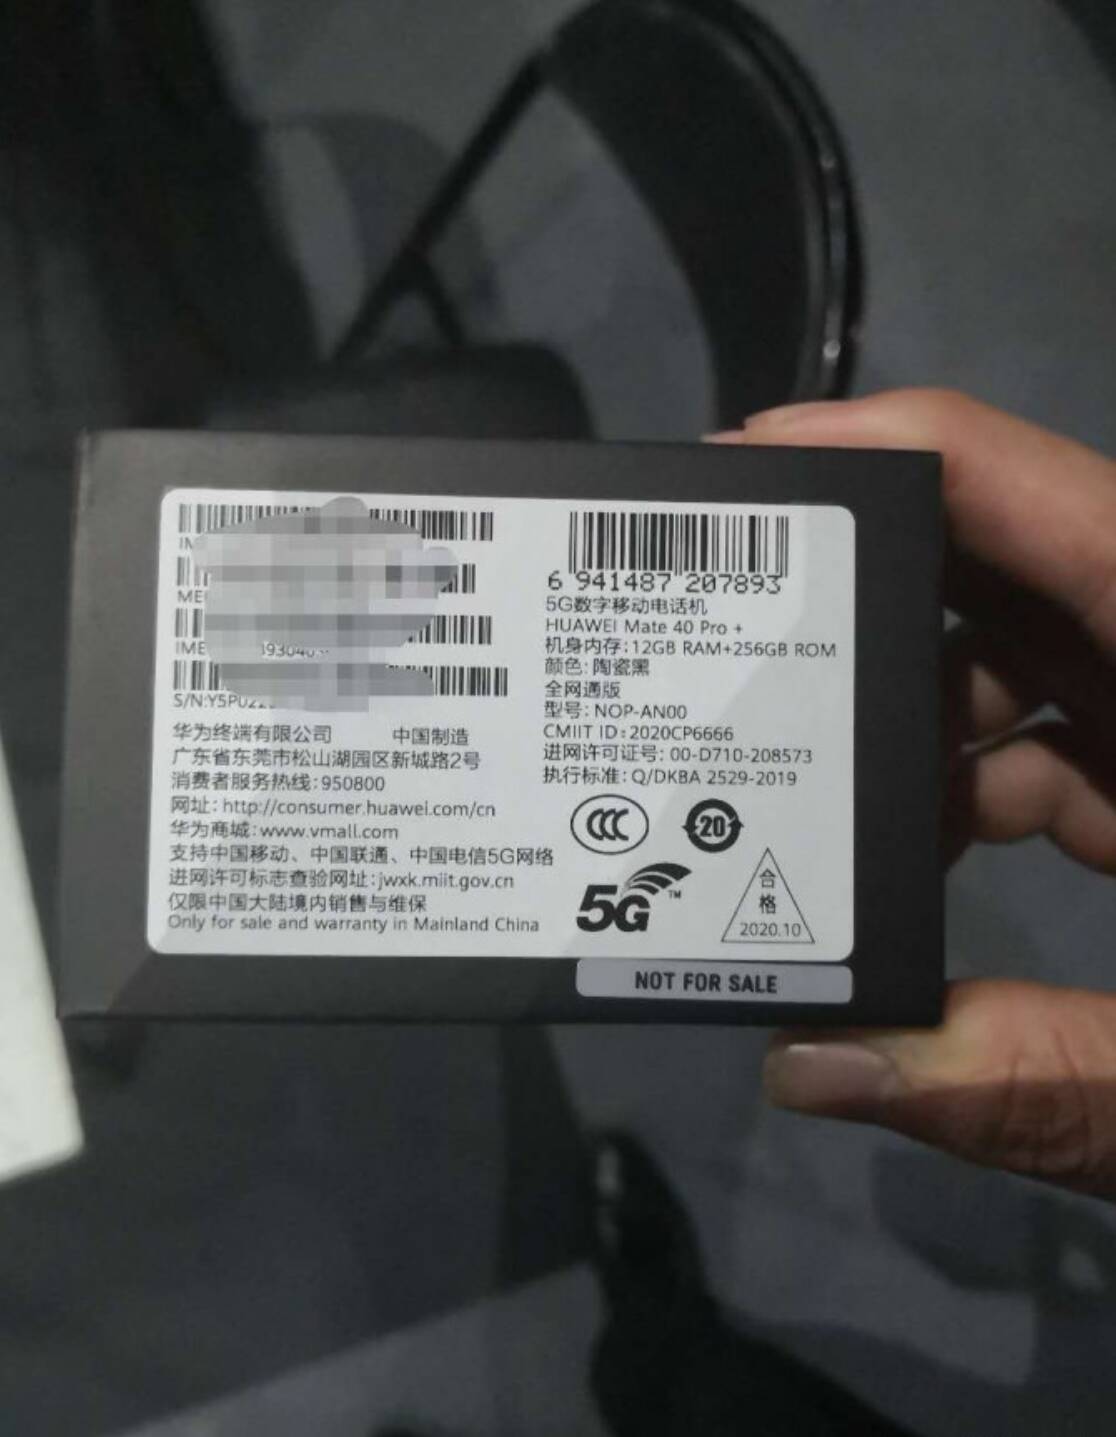 S/N:Y5P022
华为终端有限公司 中国制造
广东省东莞市松山湖园区新城路2号
消费者服务热线:950800
网址: http://consumer.huawei.com/cn
华为商城:www.vmall.com
支持中国移动、中国联通、中国电信5G网络
进网许可标志查验网址:jwxk.miit.gov.cn
仅限中国大陆境内销售与维保
Only for sale and warranty in Mainland China
6 941487 207893
5G数字移动电话机
HUAWEI Mate 40 Pro +
机身内存:12GB RAM+256GB ROM
颜色: 陶瓷黑
全网通版
型号: NOP-AN00
CMIIT ID: 2020CP6666
进网许可证号: 00-D710-208573
执行标准: Q/DKBA 2529-2019
CCC
20
5G™
合
格
2020.10
NOT FOR SALE